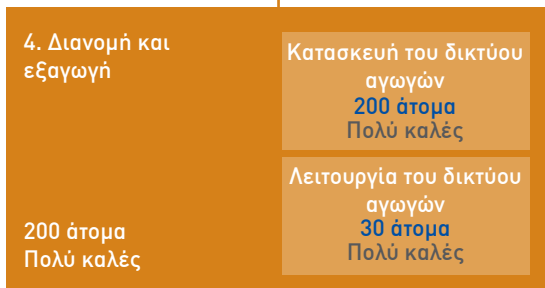 4. Διανομή και
εξαγωγή
200 άτομα
Πολύ καλές
Κατασκευή του δικτύου
αγωγών
200 άτομα
Πολύ καλές
Λειτουργία του δικτύου
αγωγών
30 άτομα
Πολύ καλές